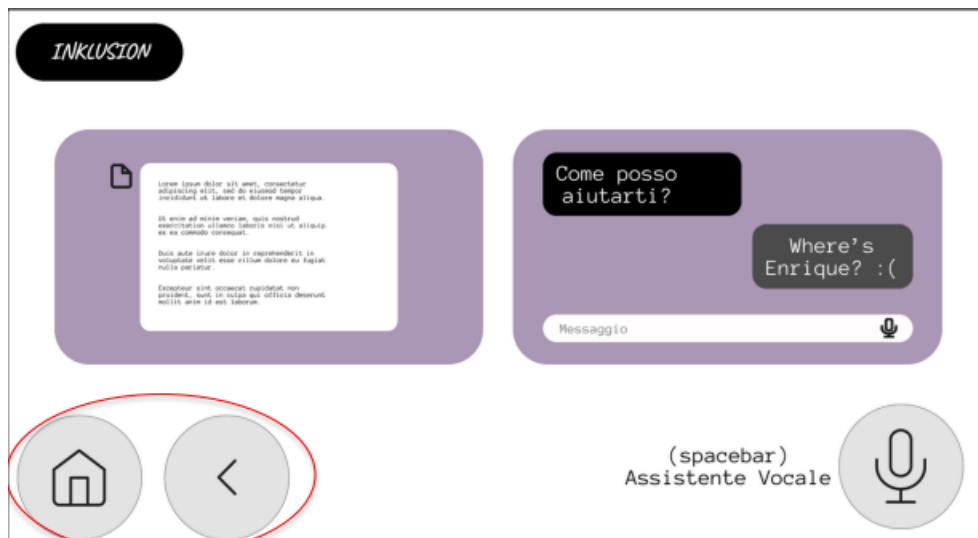 INKLUSION
Lorem ipsum dolor sit amet, consectetur
adipiscing elit, sed do eiusmod tempor
incididunt ut labore et dolore magna aliqua.
Ut enim ad minim veniam, quis nostrud
exercitation ullamco laboris nisi ut aliquip
ex ea commodo consequat.
Duis aute irure dolor in reprehenderit in
voluptate velit esse cillum dolore eu fugiat
nulla pariatur.
Excepteur sint occaecat cupidatat non
proident, sunt in culpa qui officia deserunt
mollit anim id est laborum.
Come posso
aiutarti?
Where's
Enrique? :(
Messaggio
(spacebar)
Assistente Vocale